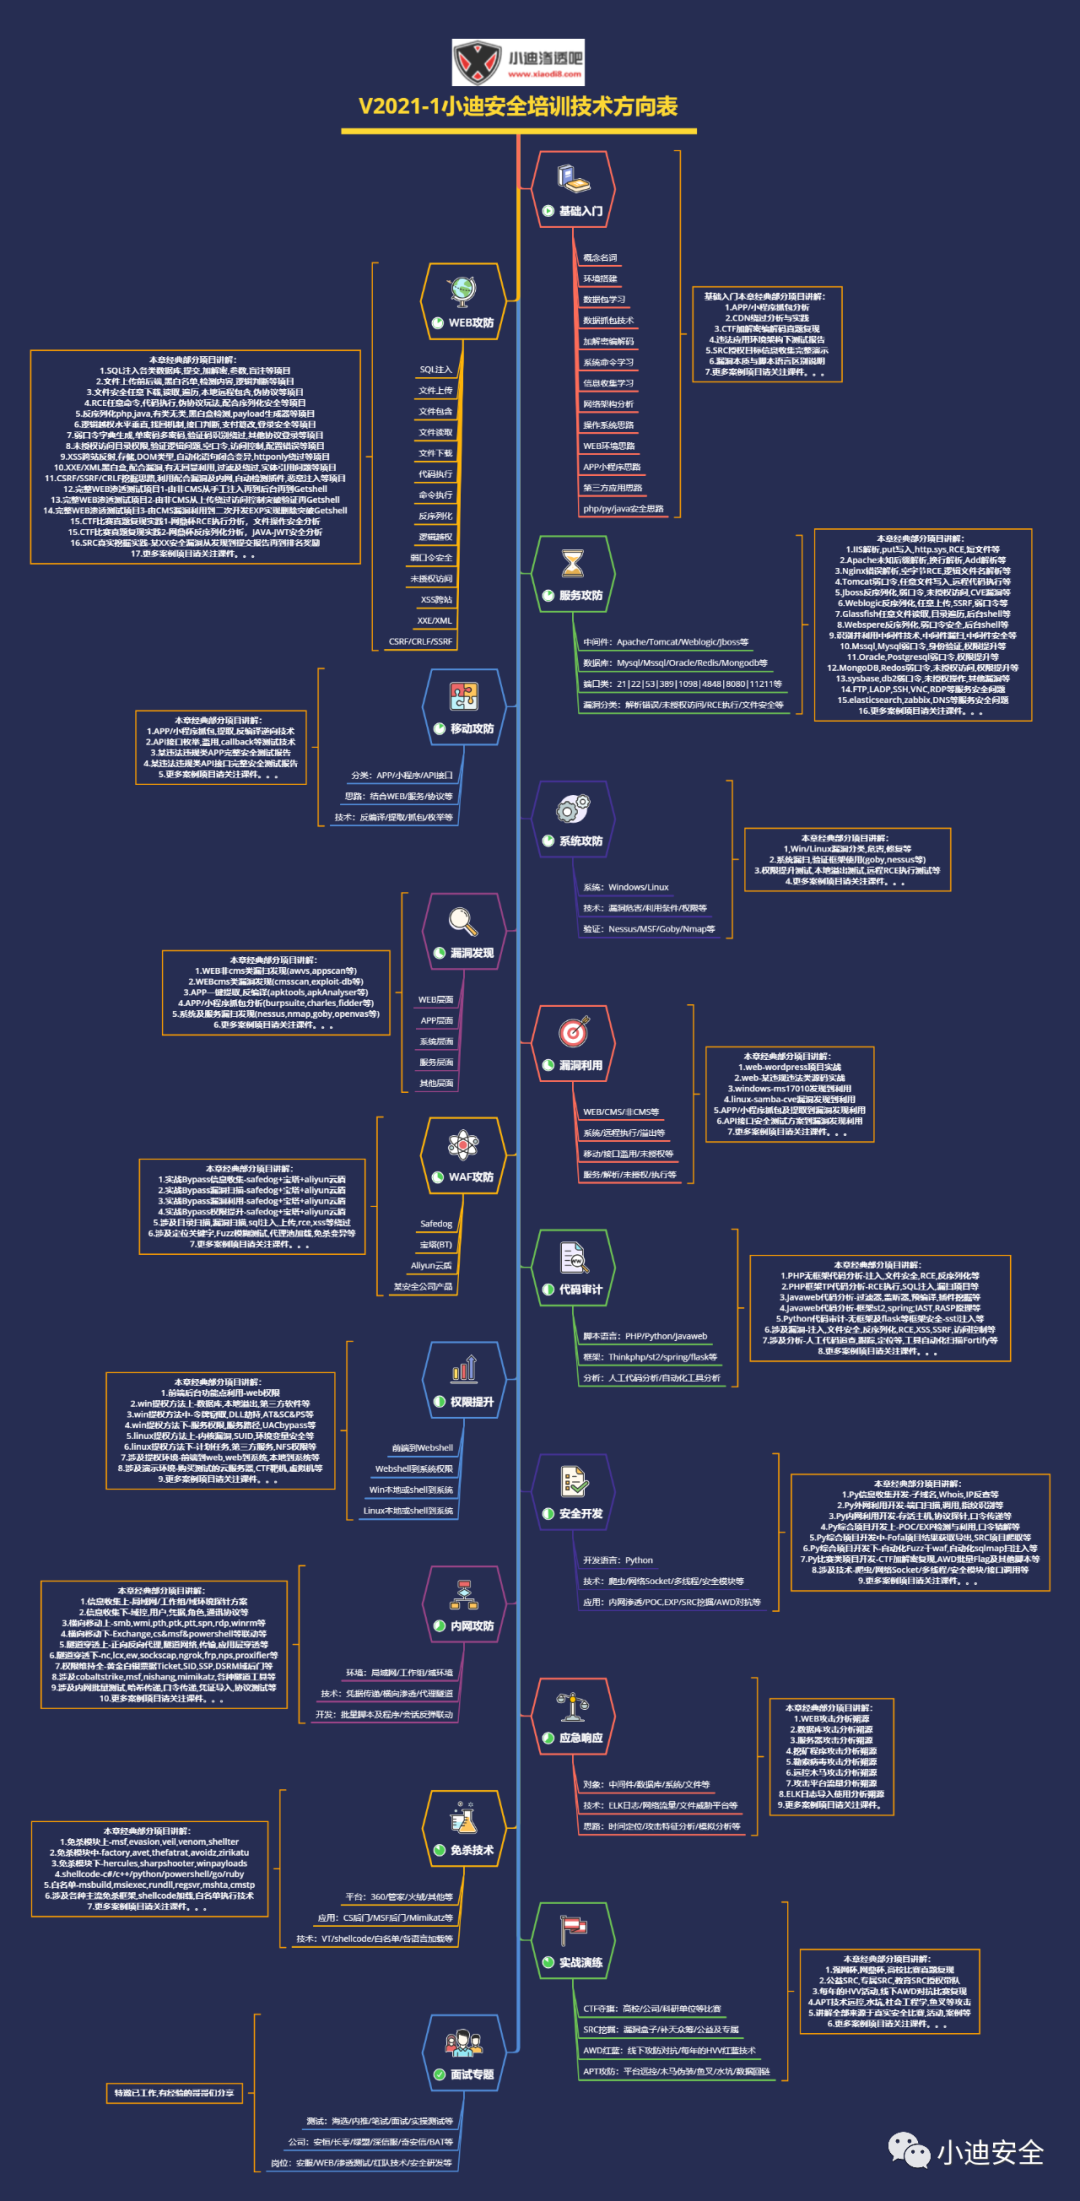 小迪渗透吧
www.xiaodi8.com
V2021-1小迪安全培训技术方向表
基础入门
概念名词
环境搭建
数据包学习
数据抓包技术
加解密编解码
系统命令学习
信息收集学习
网络架构分析
操作系统思路
WEB环境思路
APP小程序思路
第三方应用思路
php/py/java安全思路
基础入门本章经典部分项目讲解：
1.APP/小程序抓包分析
2.CDN绕过分析与实践
3.CTF加解密编解码真题复现
4.违法应用环境架构下测试报告
5.SRC授权目标信息收集完整演示
6.漏洞本质与脚本语言区别说明
7.更多案例项目请关注课件。。。
WEB攻防
SQL注入
文件上传
文件包含
文件读取
文件下载
代码执行
命令执行
反序列化
逻辑越权
弱口令安全
未授权访问
XSS跨站
XXE/XML
CSRF/CRLF/SSRF
本章经典部分项目讲解：
1.SQL注入各类数据库,提交,加解密,参数,盲注等项目
2.文件上传前后端,黑白名单,检测内容,逻辑判断等项目
3.文件安全任意下载,读取,遍历,本地远程包含,伪协议等项目
4.RCE任意命令,代码执行,伪协议玩法,配合序列化安全等项目
5.反序列化php,java,有类无类,黑白盒检测,payload生成器等项目
6.逻辑越权水平垂直,找回机制,接口判断,支付篡改,登录安全等项目
7.弱口令字典生成,单密码多密码,验证码识别绕过,其他协议登录等项目
8.未授权访问目录权限,验证逻辑问题,空口令,访问控制,配置错误等项目
9.XSS跨站反射,存储,DOM类型,自动化语句闭合变异,httponly绕过等项目
10.XXE/XML黑白盒,配合漏洞,有无回显利用,过滤及绕过,实体引用问题等项目
11.CSRF/SSRF/CRLF挖掘思路,利用配合漏洞及内网,自动检测插件,恶意注入等项目
12.完整WEB渗透测试项目1-由非CMS从手工注入再到后台再到Getshell
13.完整WEB渗透测试项目2-由非CMS从上传绕过访问控制突破验证再Getshell
14.完整WEB渗透测试项目3-由CMS漏洞利用到二次开发EXP实现删除突破Getshell
15.CTF比赛真题复现实践1-网鼎杯RCE执行分析，文件操作安全分析
15.CTF比赛真题复现实践2-网鼎杯反序列化分析，JAVA-JWT安全分析
16.SRC真实挖掘实践-某XX安全漏洞从发现到提交报告再到排名奖励
17.更多案例项目请关注课件。。。
服务攻防
中间件：Apache/Tomcat/Weblogic/Jboss等
数据库：Mysql/Mssql/Oracle/Redis/Mongodb等
端口类：21|22|53|389|1098|4848|8080|11211等
漏洞分类：解析错误/未授权访问/RCE执行/文件安全等
本章经典部分项目讲解：
1.IIS解析,put写入,http.sys,RCE,短文件等
2.Apache未知后缀解析,换行解析,Add解析等
3.Nginx错误解析,空字节RCE,逻辑文件名解析等
4.Tomcat弱口令,任意文件写入,远程代码执行等
5.Jboss反序列化,弱口令,未授权访问,CVE漏洞等
6.Weblogic反序列化,任意上传,SSRF,弱口令等
7.Glassfish任意文件读取,目录遍历,后台shell等
8.Webspere反序列化,弱口令安全,后台shell等
9.识别并利用中间件技术,中间件漏扫,中间件安全等
10.Mssql,Mysql弱口令,身份验证,权限提升等
11.Oracle,Postgresql弱口令,权限提升等
12.MongoDB,Redos弱口令,未授权访问,权限提升等
13.sysbase,db2弱口令,未授权操作,其他漏洞等
14.FTP,LADP,SSH,VNC,RDP等服务安全问题
15.elasticsearch,zabbix,DNS等服务安全问题
16.更多案例项目请关注课件。。。
移动攻防
分类：APP/小程序/API接口
思路：结合WEB/服务/协议等
技术：反编译/提取/抓包/枚举等
本章经典部分项目讲解：
1.APP/小程序抓包,提取,反编译逆向技术
2.API接口枚举,滥用,callback等测试技术
3.某违法违规类APP完整安全测试报告
4.某违法违规类API接口完整安全测试报告
5.更多案例项目请关注课件。。。
系统攻防
系统：Windows/Linux
技术：漏洞危害/利用条件/权限等
验证：Nessus/MSF/Goby/Nmap等
本章经典部分项目讲解：
1,Win/Linux漏洞分类,危害,修复等
2.系统漏扫,验证框架使用(goby,nessus等)
3.权限提升测试,本地溢出测试,远程RCE执行测试等
4.更多案例项目请关注课件。。。
漏洞发现
WEB层面
APP层面
系统层面
服务层面
其他层面
本章经典部分项目讲解：
1.WEB非cms类漏扫发现(awvs,appscan等)
2.WEBcms类漏洞发现(cmsscan,exploit-db等)
3.APP一键提取,反编译(apktools,apkAnalyser等)
4.APP/小程序抓包分析(burpsuite,charles,fidder等)
5.系统及服务漏扫发现(nessus,nmap,goby,openvas等)
6.更多案例项目请关注课件。。。
漏洞利用
WEB/CMS/非CMS等
系统/远程执行/溢出等
移动/接口滥用/未授权等
服务/解析/未授权/执行等
本章经典部分项目讲解：
1.web-wordpress项目实战
2.web-某违规违法类源码实战
3.windows-ms17010发现到利用
4.linux-samba-cve漏洞发现到利用
5.APP/小程序抓包及提取到漏洞发现利用
6.API接口安全测试方案到漏洞发现利用
7.更多案例项目请关注课件。。。
WAF攻防
Safedog
宝塔(BT)
Aliyun云盾
某安全公司产品
本章经典部分项目讲解：
1.实战Bypass信息收集-safedog+宝塔+aliyun云盾
2.实战Bypass漏洞扫描-safedog+宝塔+aliyun云盾
3.实战Bypass漏洞利用-safedog+宝塔+aliyun云盾
4.实战Bypass权限提升-safedog+宝塔+aliyun云盾
5.涉及目录扫描,漏洞扫描,sql注入,上传,rce,xss等绕过
6.涉及定位关键字,Fuzz模糊测试,代理池加载,免杀变异等
7.更多案例项目请关注课件。。。
代码审计
脚本语言：PHP/Python/Javaweb
框架：Thinkphp/st2/spring/flask等
分析：人工代码分析/自动化工具分析
本章经典部分项目讲解：
1.PHP无框架代码分析-注入,文件安全,RCE,反序列化等
2.PHP框架TP代码分析-RCE执行,SQL注入,漏扫项目等
3.Javaweb代码分析-过滤器,监听器,预编译,插件挖掘等
4.Javaweb代码分析-框架st2,spring;IAST,RASP原理等
5.Python代码审计-无框架及flask等框架安全-ssti注入等
6.涉及漏洞-注入,文件安全,反序列化,RCE,XSS,SSRF,访问控制等
7.涉及分析-人工代码追查,跟踪,定位等,工具自动化扫描Fortify等
8.更多案例项目请关注课件。。。
权限提升
前端到Webshell
Webshell到系统权限
Win本地或shell到系统
Linux本地或shell到系统
本章经典部分项目讲解：
1.前端后台功能点利用-web权限
2.win提权方法上-数据库,本地溢出,第三方软件等
3.win提权方法中-令牌窃取,DLL劫持,AT&SC&PS等
4.win提权方法下-服务权限,服务路径,UACbypass等
5.linux提权方法上-内核漏洞,SUID,环境变量安全等
6.linux提权方法下-计划任务,第三方服务,NFS权限等
7.涉及提权环境-前端到web,web到系统,本地到系统等
8.涉及演示环境-购买测试的云服务器,CTF靶机,虚拟机等
9.更多案例项目请关注课件。。。
安全开发
开发语言：Python
技术：爬虫/网络Socket/多线程/安全模块等
应用：内网渗透/POC,EXP/SRC挖掘/AWD对抗等
本章经典部分项目讲解：
1.Py信息收集开发-子域名,Whois,IP反查等
2.Py外网利用开发-端口扫描,调用,指纹识别等
3.Py内网利用开发-存活主机,协议探针,口令传递等
4.Py综合项目开发上-POC/EXP检测与利用,口令猜解等
5.Py综合项目开发中-Fofa项目结果获取导出,SRC项目爬取等
6.Py综合项目开发下-自动化Fuzz干waf,自动化sqlmap扫注入等
7.Py比赛类项目开发-CTF加解密复现,AWD批量Flag及其他脚本等
8.涉及技术-爬虫/网络Socket/多线程/安全模块/接口调用等
9.更多案例项目请关注课件。。。
内网攻防
环境：局域网/工作组/域环境
技术：凭据传递/横向渗透/代理隧道
开发：批量脚本及程序/会话反弹联动
本章经典部分项目讲解：
1.信息收集上-局域网/工作组/域环境探针方案
2.信息收集下-域控,用户,凭据,角色,通讯协议等
3.横向移动上-smb,wmi,pth,ptk,ptt,spn,rdp,winrm等
4.横向移动下-Exchange,cs&msf&powershell等联动等
5.隧道穿透上-正向反向代理,隧道网络,传输,应用层穿透等
6.隧道穿透下-nc,lcx,ew,sockscap,ngrok,frp,nps,proxifier等
7.权限维持全-黄金白银票据Ticket,SID,SSP,DSRM域后门等
8.涉及cobaltstrike,msf,nishang,mimikatz,各种隧道工具等
9.涉及内网批量测试,哈希传递,口令传递,凭证导入,协议测试等
10.更多案例项目请关注课件。。。
应急响应
对象：中间件/数据库/系统/文件等
技术：ELK日志/网络流量/文件威胁平台等
思路：时间定位/攻击特征分析/模拟分析等
本章经典部分项目讲解：
1.WEB攻击分析朔源
2.数据库攻击分析朔源
3.服务器攻击分析朔源
4.挖矿程序攻击分析朔源
5.勒索病毒攻击分析朔源
6.远控木马攻击分析朔源
7.攻击平台流量分析朔源
8.ELK日志导入使用分析朔源
9.更多案例项目请关注课件。
免杀技术
平台：360/管家/火绒/其他等
应用：CS后门/MSF后门/Mimikatz等
技术：VT/shellcode/白名单/各语言加载等
本章经典部分项目讲解：
1.免杀模块上-msf,evasion,veil,venom,shellter
2.免杀模块中-factory,avet,thefatrat,avoidz,zirikatu
3.免杀模块下-hercules,sharpshooter,winpayloads
4.shellcode-c#/c++/python/powershell/go/ruby
5.白名单-msbuild,msiexec,rundll,regsvr,mshta,cmstp
6.涉及各种主流免杀框架,shellcode加载,白名单执行技术
7.更多案例项目请关注课件。。。
实战演练
CTF夺旗：高校/公司/科研单位等比赛
SRC挖掘：漏洞盒子/补天众筹/公益及专属
AWD红蓝：线下攻防对抗/每年的HVV红蓝技术
APT攻防：平台远控/木马伪装/鱼叉/水坑/数据回链
本章经典部分项目讲解：
1.强网杯,网鼎杯,高校比赛真题复现
2.公益SRC,专属SRC,教育SRC授权带队
3.每年的HVV活动,线下AWD对抗比赛复现
4.APT技术远控,水坑,社会工程学,鱼叉等攻击
5.讲解全部来源于真实安全比赛,活动,案例等
6.更多案例项目请关注课件。。。
面试专题
测试：海选/内推/笔试/面试/实操测试等
公司：安恒/长亭/绿盟/深信服/奇安信/BAT等
岗位：安服/WEB/渗透测试/红队技术/安全研发等
特邀已工作,有经验的哥哥们分享
小迪安全